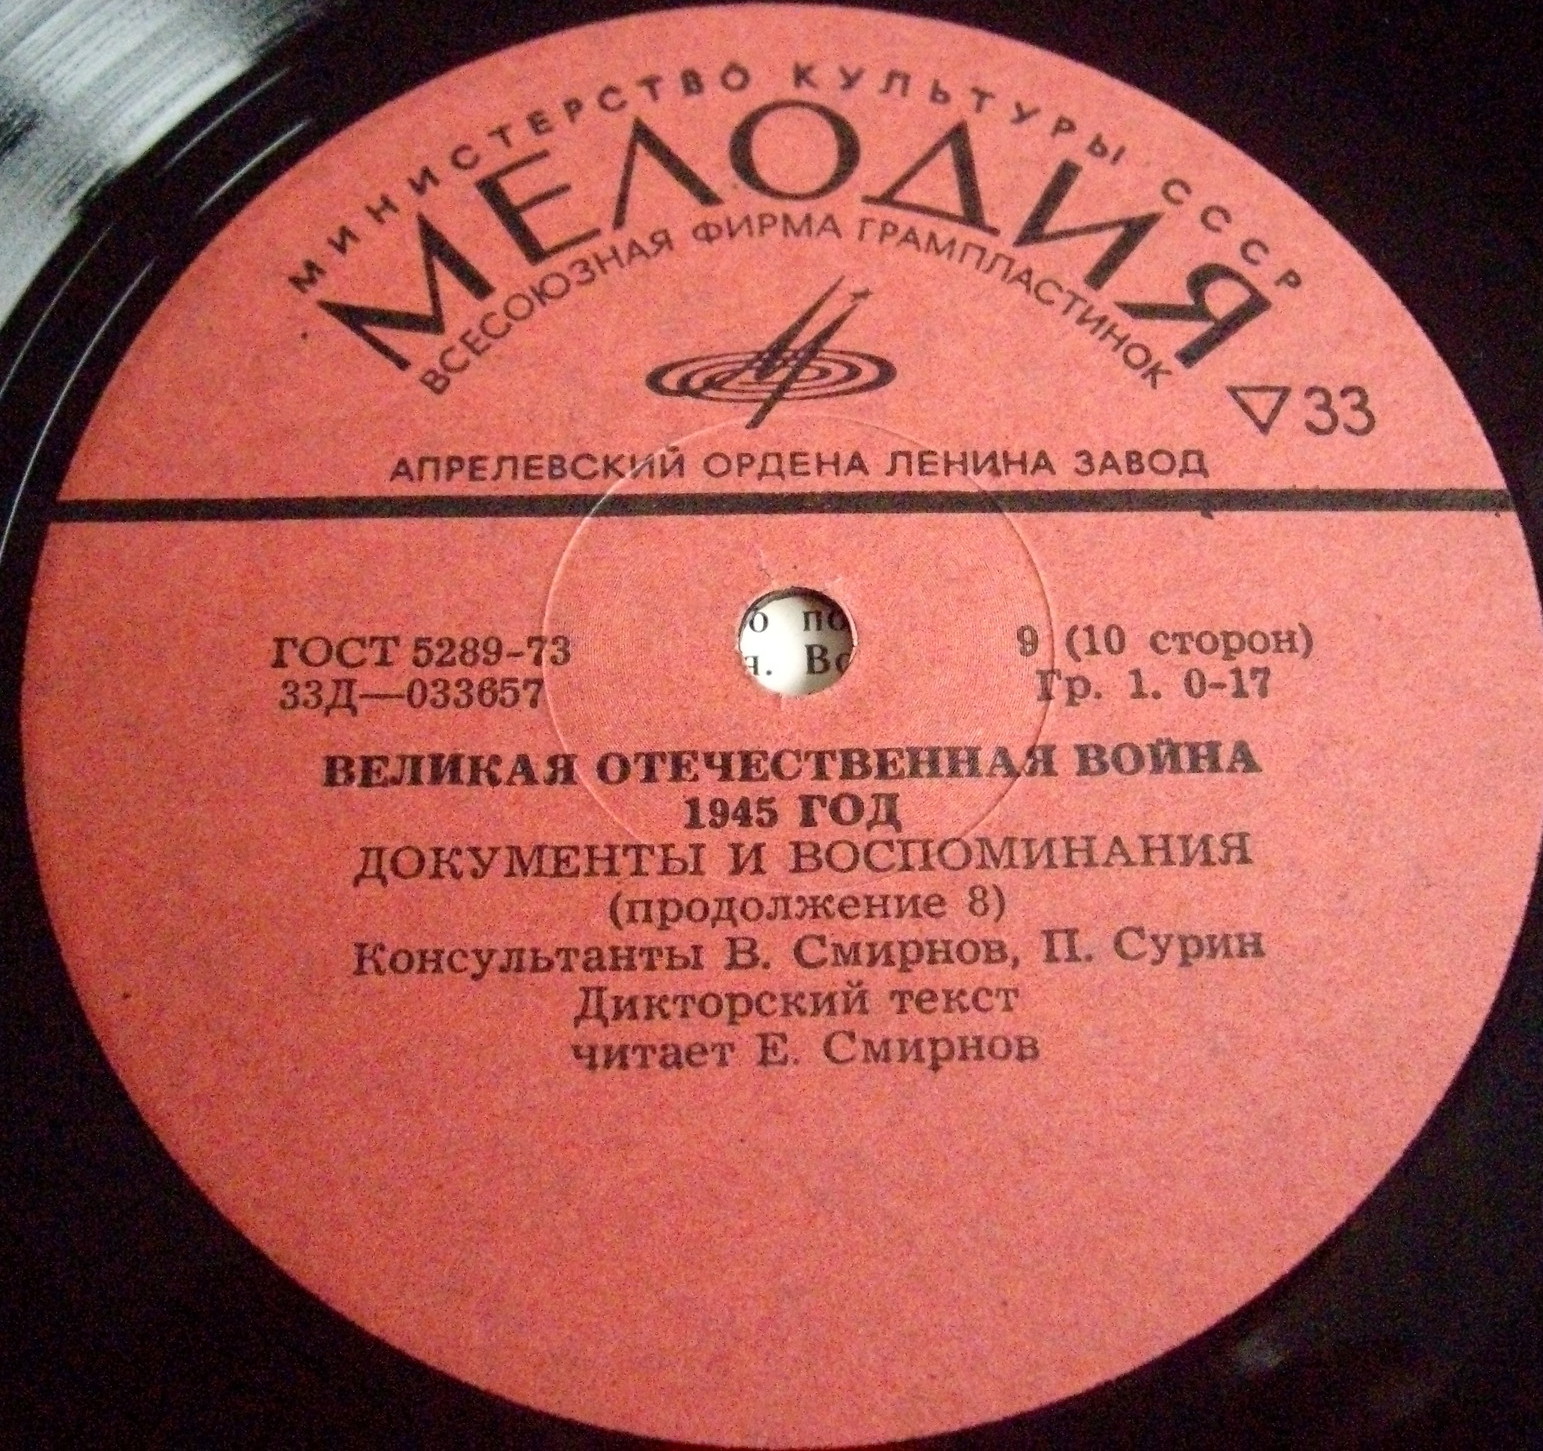 МИНИСТЕРСТВО КУЛЬТУРЫ СССР
МЕЛОДИЯ
ВСЕСОЮЗНАЯ ФИРМА ГРАМПЛАСТИНОК
33
АПРЕЛЕВСКИЙ ОРДЕНА ЛЕНИНА ЗАВОД
ГОСТ 5289-73
33Д—033657
9 (10 сторон)
Гр. 1. 0-17
ВЕЛИКАЯ ОТЕЧЕСТВЕННАЯ ВОЙНА
1945 ГОД
ДОКУМЕНТЫ И ВОСПОМИНАНИЯ
(продолжение 8)
Консультанты В. Смирнов, П. Сурин
Дикторский текст
читает Е. Смирнов